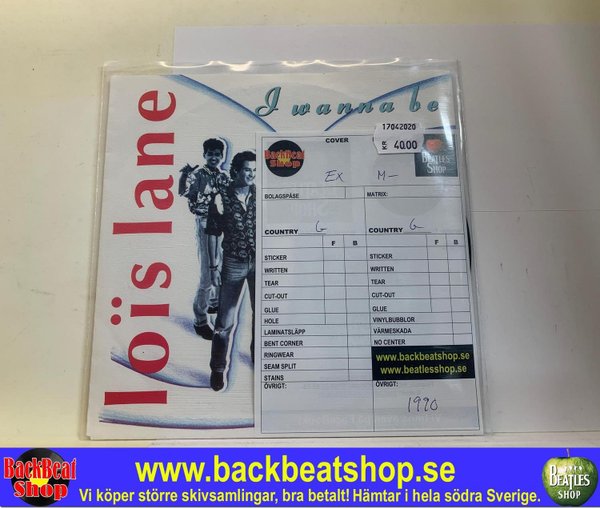 loïs lane
I wanna be
17042020
KR 40.00
BackBeat
Shop
COVER
BEATLES
SHOP
EX M-
BOLAGSPÅSE MATRIX:
COUNTRY G COUNTRY G
F B F B
STICKER STICKER
WRITTEN WRITTEN
TEAR TEAR
CUT-OUT CUT-OUT
GLUE GLUE
HOLE VINYLBUBBLOR
LAMINATSLÄPP VÄRMESKADA
BENT CORNER NO CENTER
RINGWEAR
SEAM SPLIT
STAINS
www.backbeatshop.se
www.beatlesshop.se
ÖVRIGT: ÖVRIGT:
1990
BackBeat
Shop
www.backbeatshop.se
Vi köper större skivsamlingar, bra betalt! Hämtar i hela södra Sverige.
BEATLES
SHOP